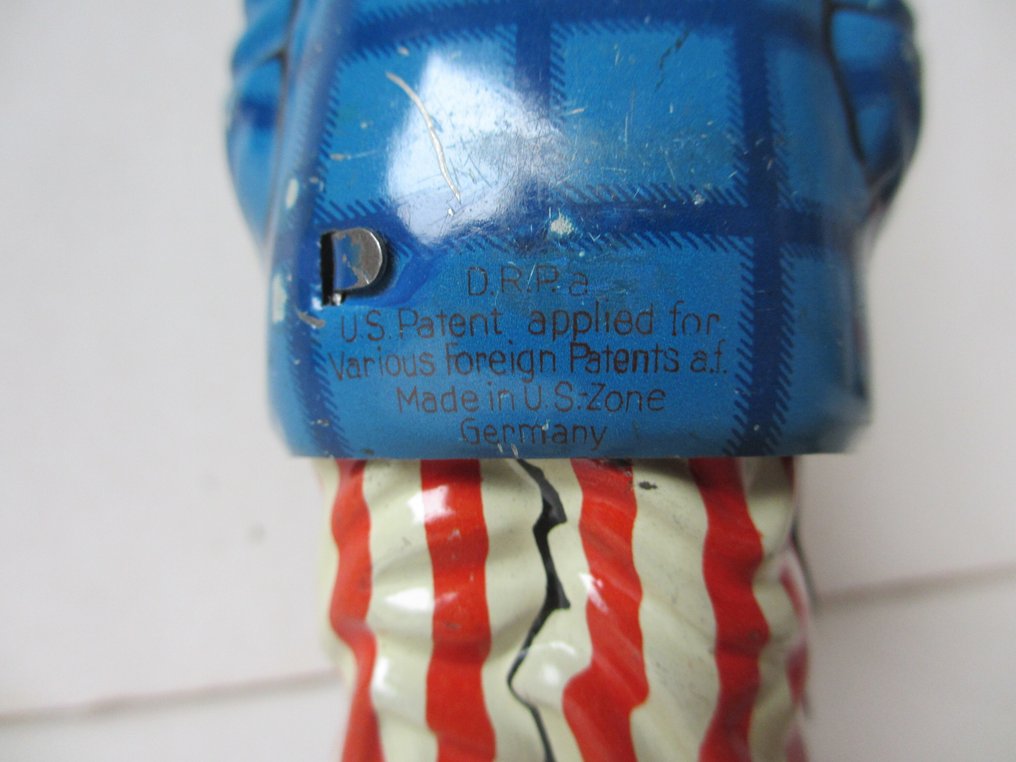 D.R.P.a
U.S. Patent applied for
Various Foreign Patents a.f.
Made in U.S.-Zone
Germany